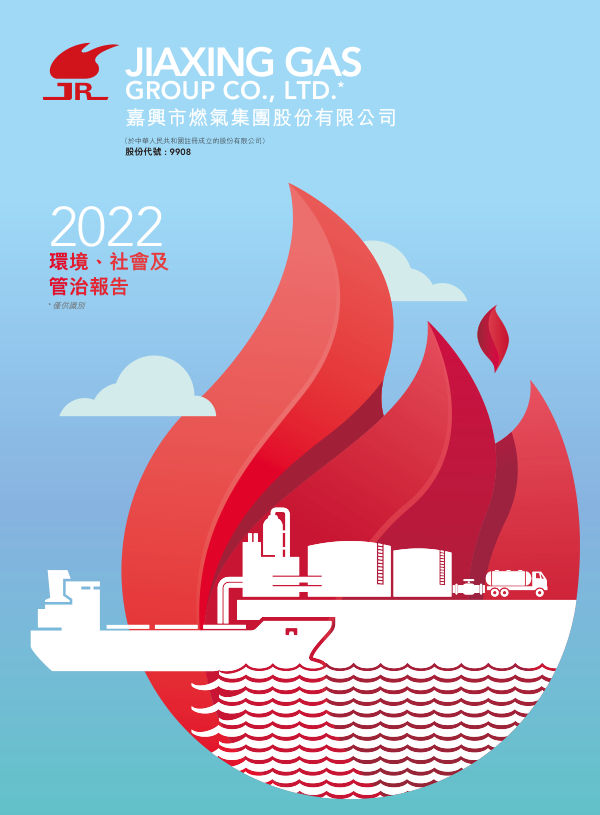 JR
JIAXING GAS
GROUP CO., LTD.*
嘉興市燃氣集團股份有限公司
(於中華人民共和國註冊成立的股份有限公司)
股份代號：9908
2022
環境、社會及
管治報告
* 僅供識別